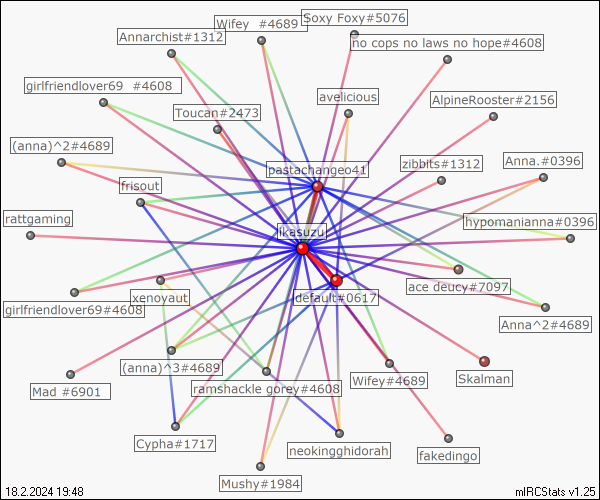 Soxy Foxy#5076
Wifey #4689
Annarchist#1312
no cops no laws no hope#4608
girlfriendlover69 #4608
avelicious
AlpineRooster#2156
Toucan#2473
(anna)^2#4689
pastachangeo41
zibbits#1312
Anna.#0396
frisout
rattgaming
ikasuzu
hypomanianna#0396
ace deucy#7097
xenoyaut
default#0617
girlfriendlover69#4608
Anna^2#4689
(anna)^3#4689
Mad #6901
ramshackle gorey#4608
Wifey#4689
Skalman
Cypha#1717
neokingghidorah
fakedingo
Mushy#1984
18.2.2024 19:48
mIRCStats v1.25